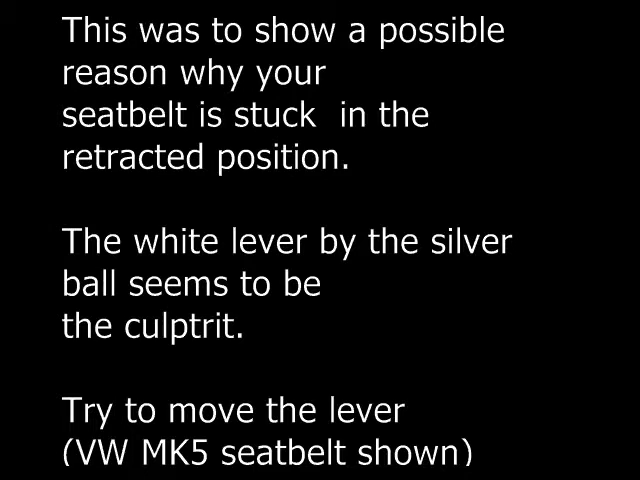 This was to show a possible
reason why your
seatbelt is stuck  in the
retracted position.
The white lever by the silver
ball seems to be
the culptrit.
Try to move the lever
(VW MK5 seatbelt shown)